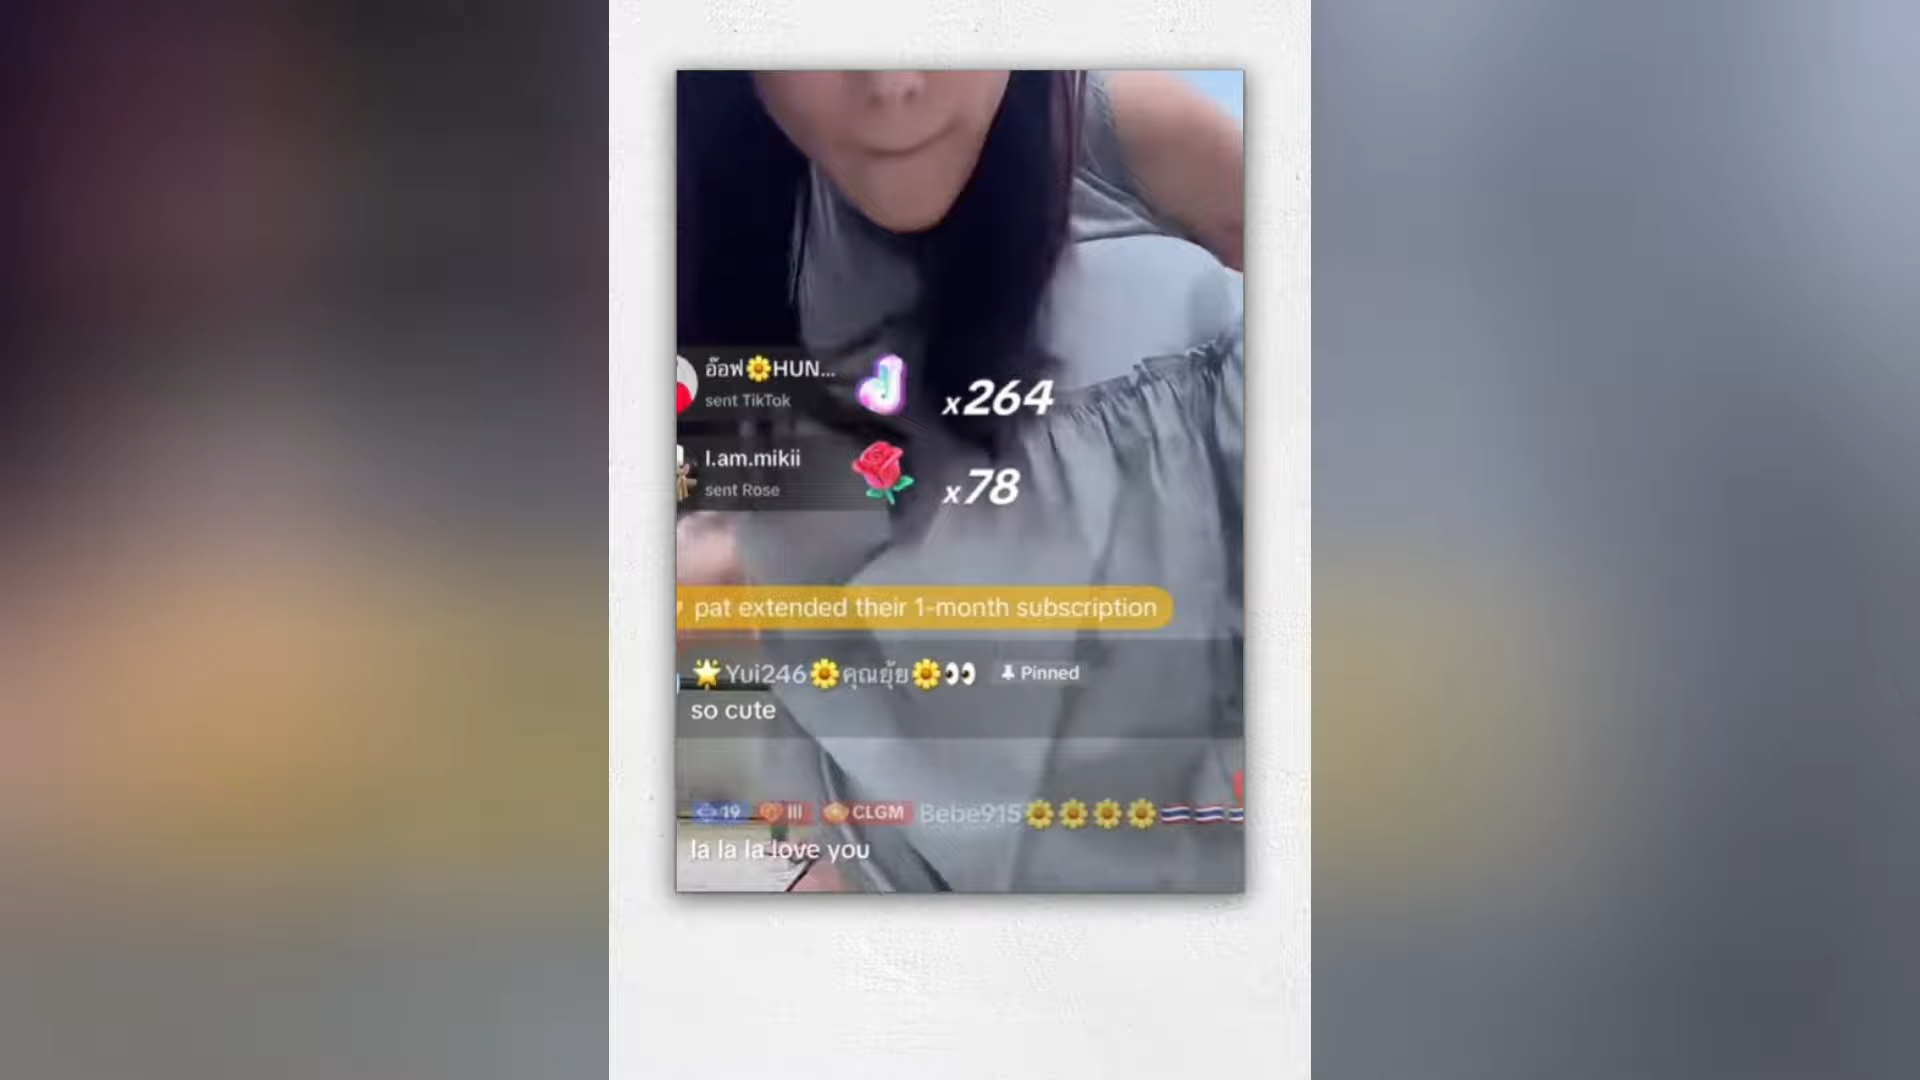 อ๊อฟ🌼HUN...
sent TikTok
x264
I.am.mikii
sent Rose
x78
pat extended their 1-month subscription
🌟Yui246🌼คุณยุ้ย🌼👀 Pinned
so cute
19 III CLGM Bebe915🌼🌼🌼🌼🇹🇭🇹🇭🇹🇭
la la la love you